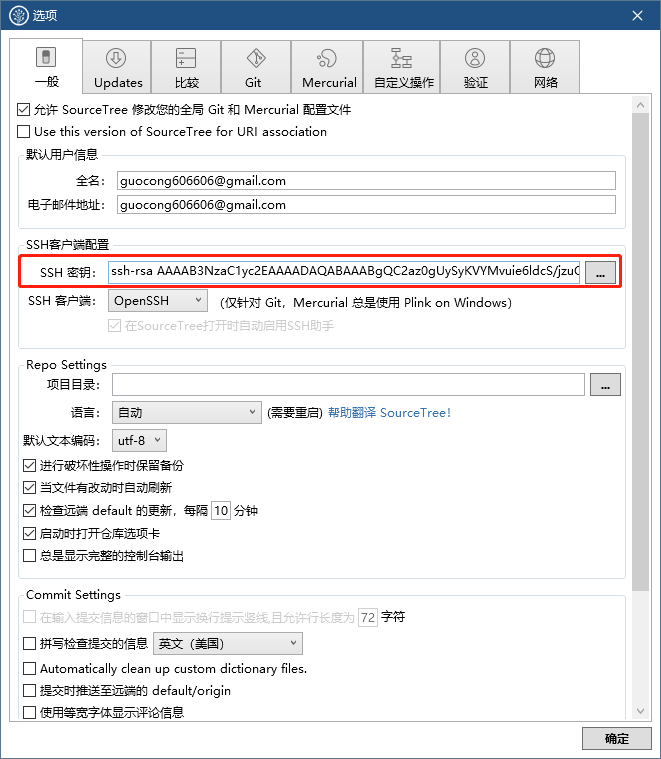 选项
一般 Updates 比较 Git Mercurial 自定义操作 验证 网络
允许 SourceTree 修改您的全局 Git 和 Mercurial 配置文件
Use this version of SourceTree for URI association
默认用户信息
全名: guocong606606@gmail.com
电子邮件地址: guocong606606@gmail.com
SSH客户端配置
SSH 密钥: ssh-rsa AAAAB3NzaC1yc2EAAAADAQABAAABgQC2az0gUySyKVYMvuie6ldcS/jzuC ...
SSH 客户端: OpenSSH (仅针对 Git，Mercurial 总是使用 Plink on Windows)
在SourceTree打开时自动启用SSH助手
Repo Settings
项目目录: ...
语言: 自动 (需要重启) 帮助翻译 SourceTree!
默认文本编码: utf-8
进行破坏性操作时保留备份
当文件有改动时自动刷新
检查远端 default 的更新，每隔 10 分钟
启动时打开仓库选项卡
总是显示完整的控制台输出
Commit Settings
在输入提交信息的窗口中显示换行提示竖线,且允许行长度为 72 字符
拼写检查提交的信息 英文（美国）
Automatically clean up custom dictionary files.
提交时推送至远端的 default/origin
使用等宽字体显示评论信息
确定